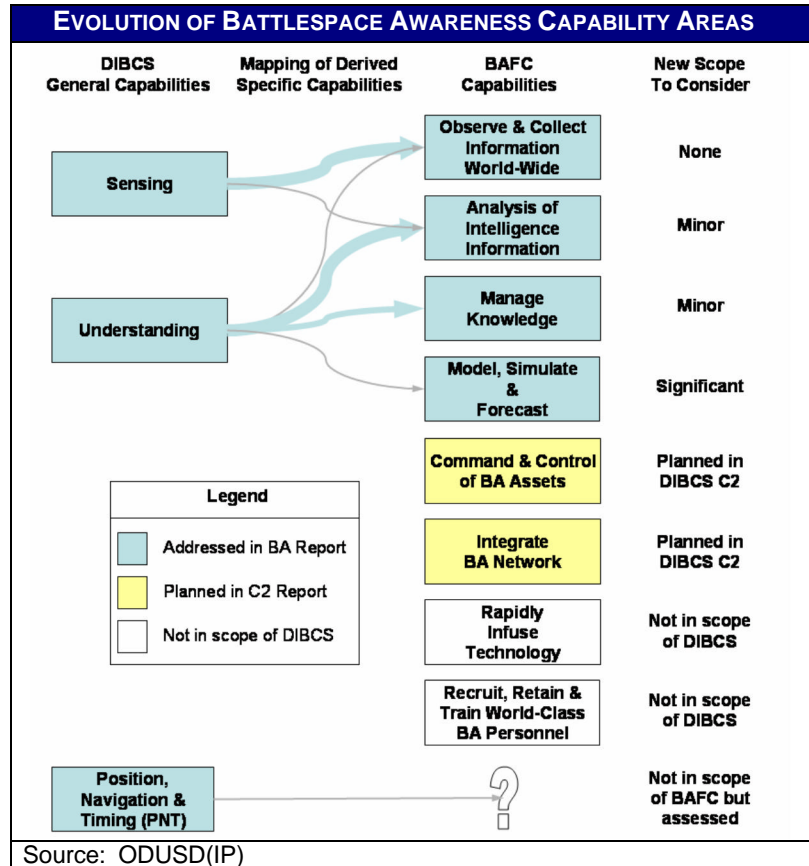 EVOLUTION OF BATTLESPACE AWARENESS CAPABILITY AREAS
DIBCS
General Capabilities
Mapping of Derived
Specific Capabilities
BAFC
Capabilities
New Scope
To Consider
Sensing
Observe & Collect
Information
World-Wide
None
Analysis of
Intelligence
Information
Minor
Understanding
Manage
Knowledge
Minor
Model, Simulate
&
Forecast
Significant
Command & Control
of BA Assets
Planned in
DIBCS C2
Legend
Addressed in BA Report
Planned in C2 Report
Not in scope of DIBCS
Integrate
BA Network
Planned in
DIBCS C2
Rapidly
Infuse
Technology
Not in scope
of DIBCS
Recruit, Retain &
Train World-Class
BA Personnel
Not in scope
of DIBCS
Position,
Navigation &
Timing (PNT)
?
Not in scope
of BAFC but
assessed
Source: ODUSD(IP)